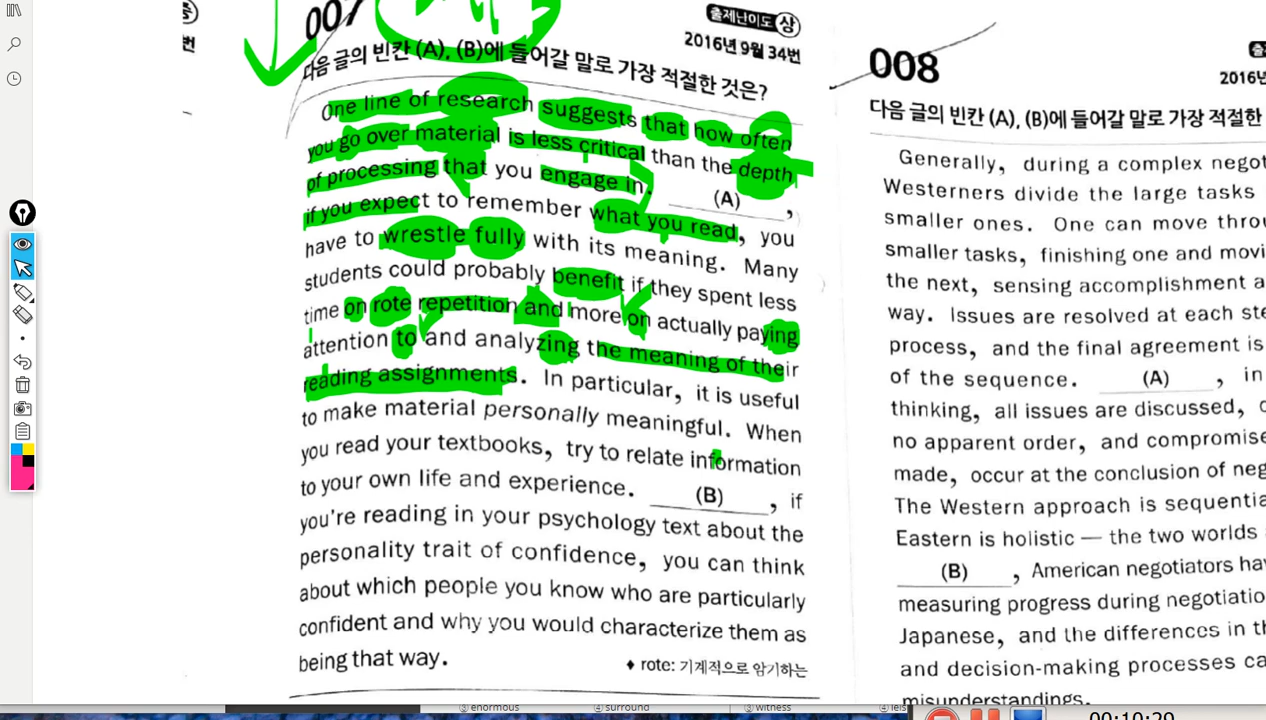 번
007
출제난이도 상
2016년 9월 34번
다음 글의 빈칸 (A), (B)에 들어갈 말로 가장 적절한 것은?
One line of research suggests that how often
you go over material is less critical than the depth
of processing that you engage in. (A) ,
if you expect to remember what you read, you
have to wrestle fully with its meaning. Many
students could probably benefit if they spent less
time on rote repetition and more on actually paying
attention to and analyzing the meaning of their
reading assignments. In particular, it is useful
to make material personally meaningful. When
you read your textbooks, try to relate information
to your own life and experience. (B) , if
you're reading in your psychology text about the
personality trait of confidence, you can think
about which people you know who are particularly
confident and why you would characterize them as
being that way.
♦ rote: 기계적으로 암기하는
008
2016년
다음 글의 빈칸 (A), (B)에 들어갈 말로 가장 적절한
Generally, during a complex negot
Westerners divide the large tasks
smaller ones. One can move throu
smaller tasks, finishing one and movi
the next, sensing accomplishment a
way. Issues are resolved at each ste
process, and the final agreement is
of the sequence. (A) , in
thinking, all issues are discussed,
no apparent order, and compromise
made, occur at the conclusion of neg
The Western approach is sequentia
Eastern is holistic — the two worlds
(B) , American negotiators hav
measuring progress during negotiatio
Japanese, and the differences in th
and decision-making processes ca
misunderstandings.
③ enormous ④ surround ③ witness ④ leis
00:10:29